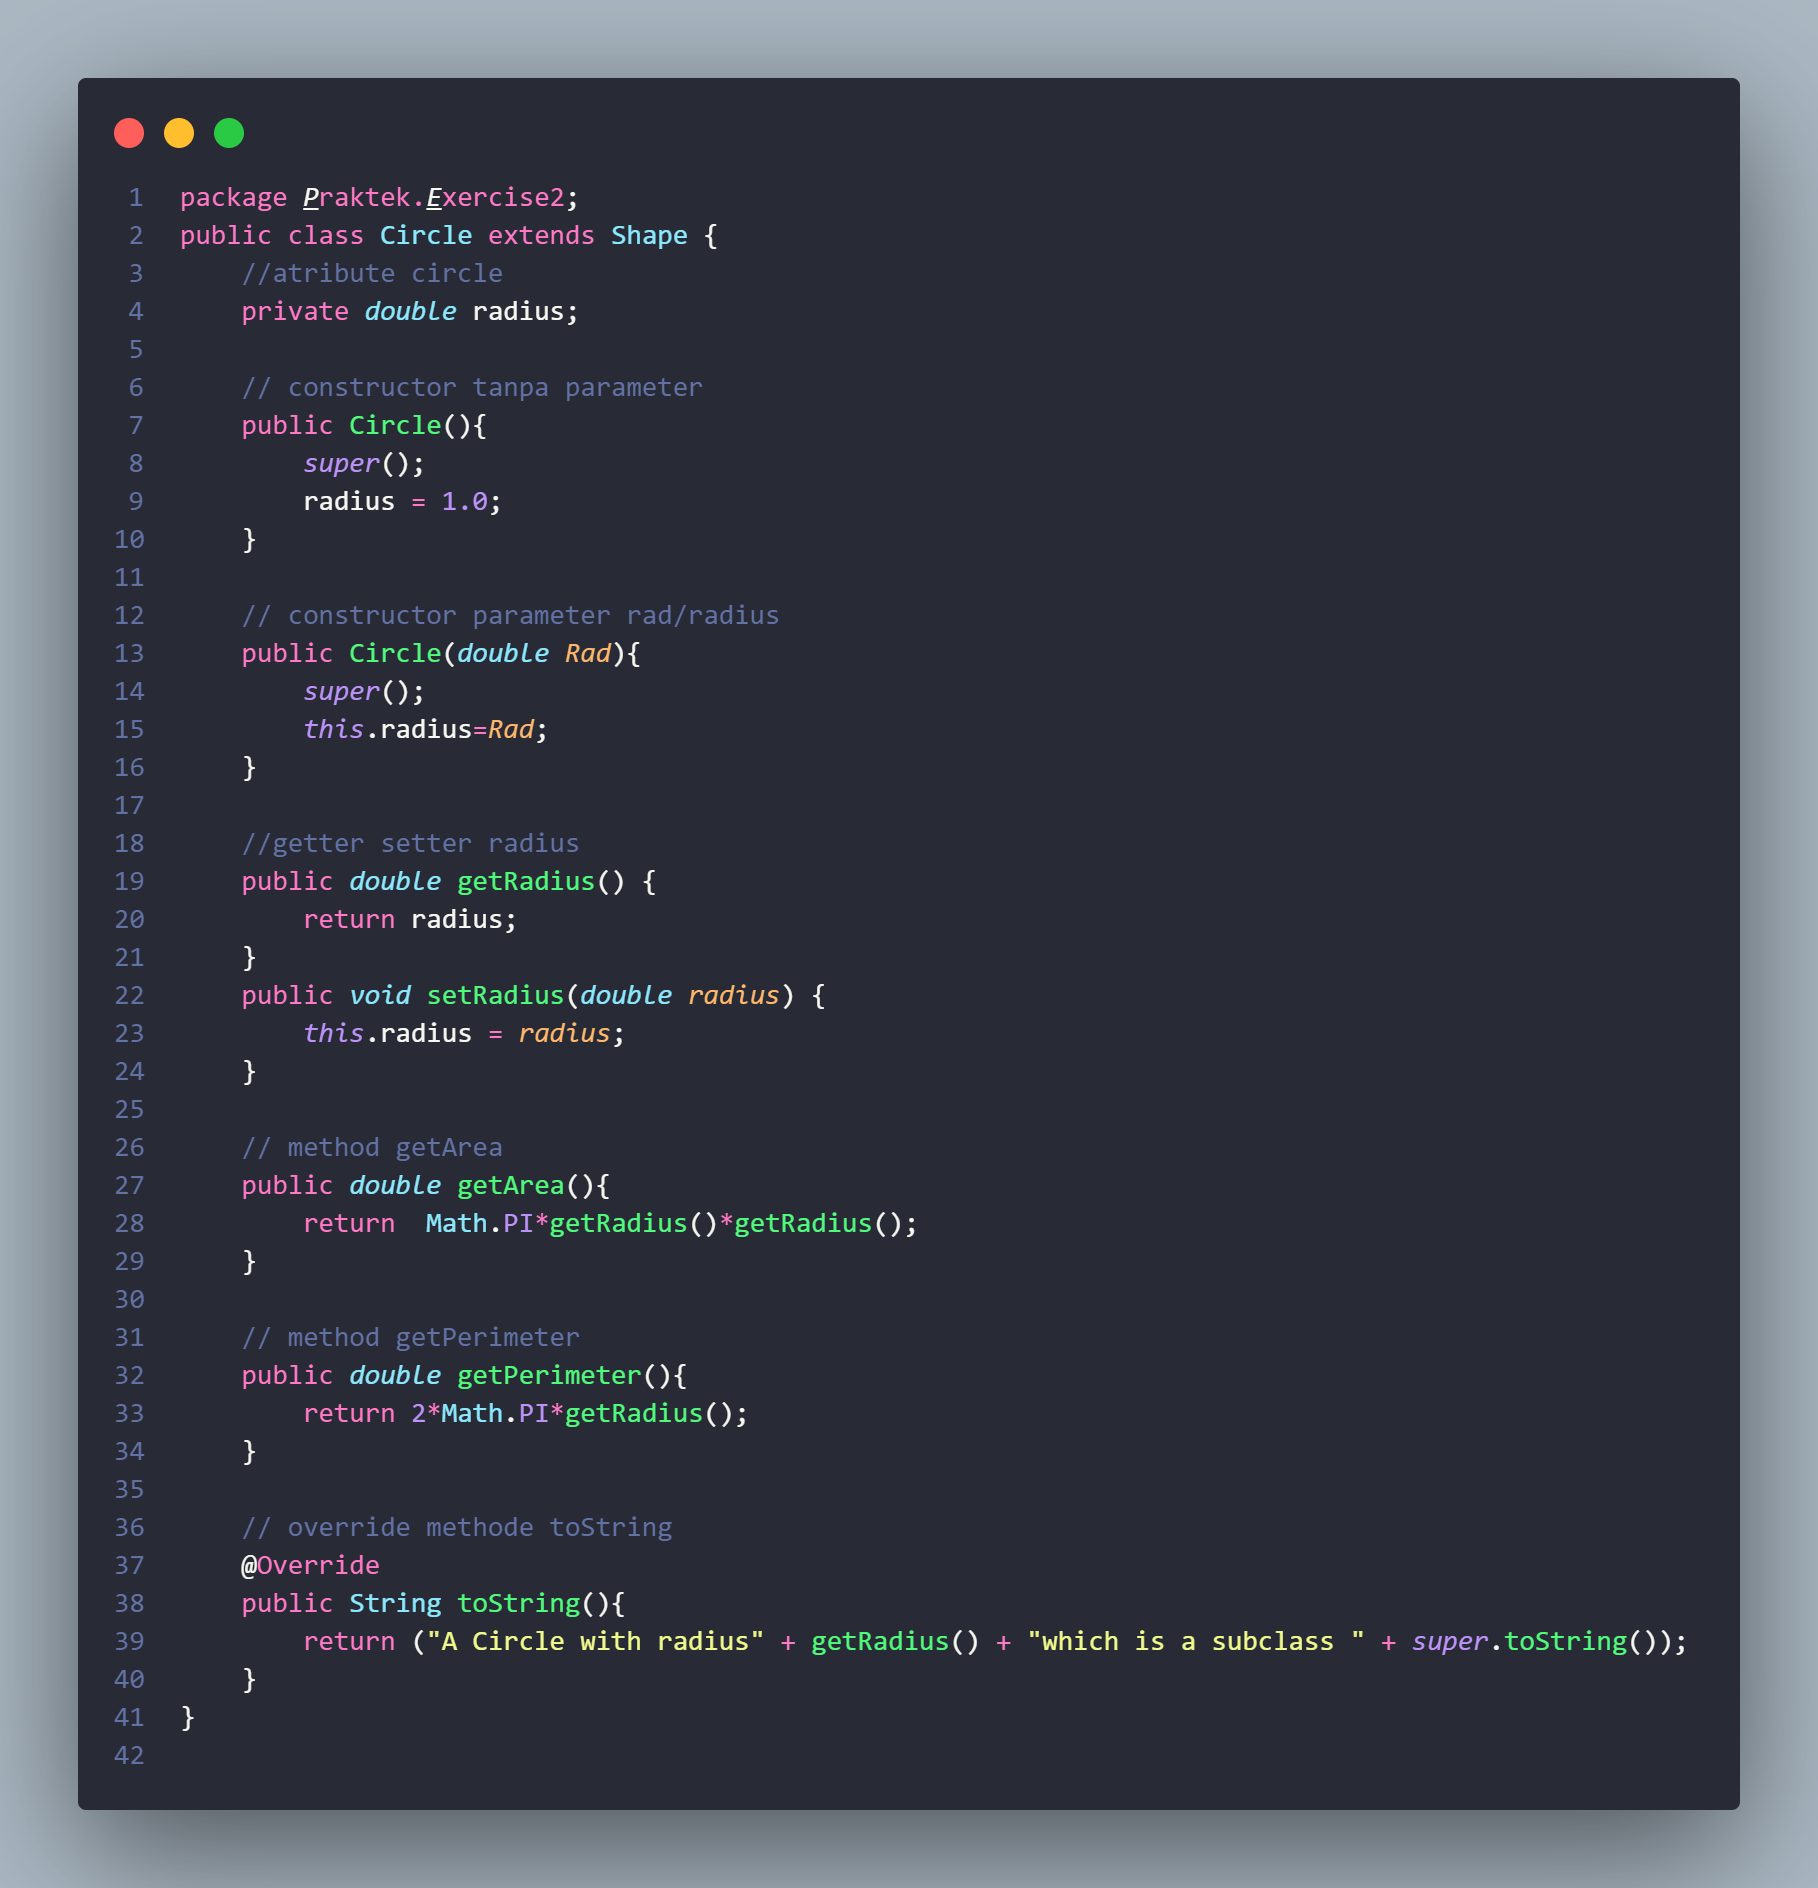 1 package Praktek.Exercise2;
2 public class Circle extends Shape {
3     //atribute circle
4     private double radius;
5
6     // constructor tanpa parameter
7     public Circle(){
8         super();
9         radius = 1.0;
10     }
11
12     // constructor parameter rad/radius
13     public Circle(double Rad){
14         super();
15         this.radius=Rad;
16     }
17
18     //getter setter radius
19     public double getRadius() {
20         return radius;
21     }
22     public void setRadius(double radius) {
23         this.radius = radius;
24     }
25
26     // method getArea
27     public double getArea(){
28         return  Math.PI*getRadius()*getRadius();
29     }
30
31     // method getPerimeter
32     public double getPerimeter(){
33         return 2*Math.PI*getRadius();
34     }
35
36     // override methode toString
37     @Override
38     public String toString(){
39         return ("A Circle with radius" + getRadius() + "which is a subclass " + super.toString());
40     }
41 }
42